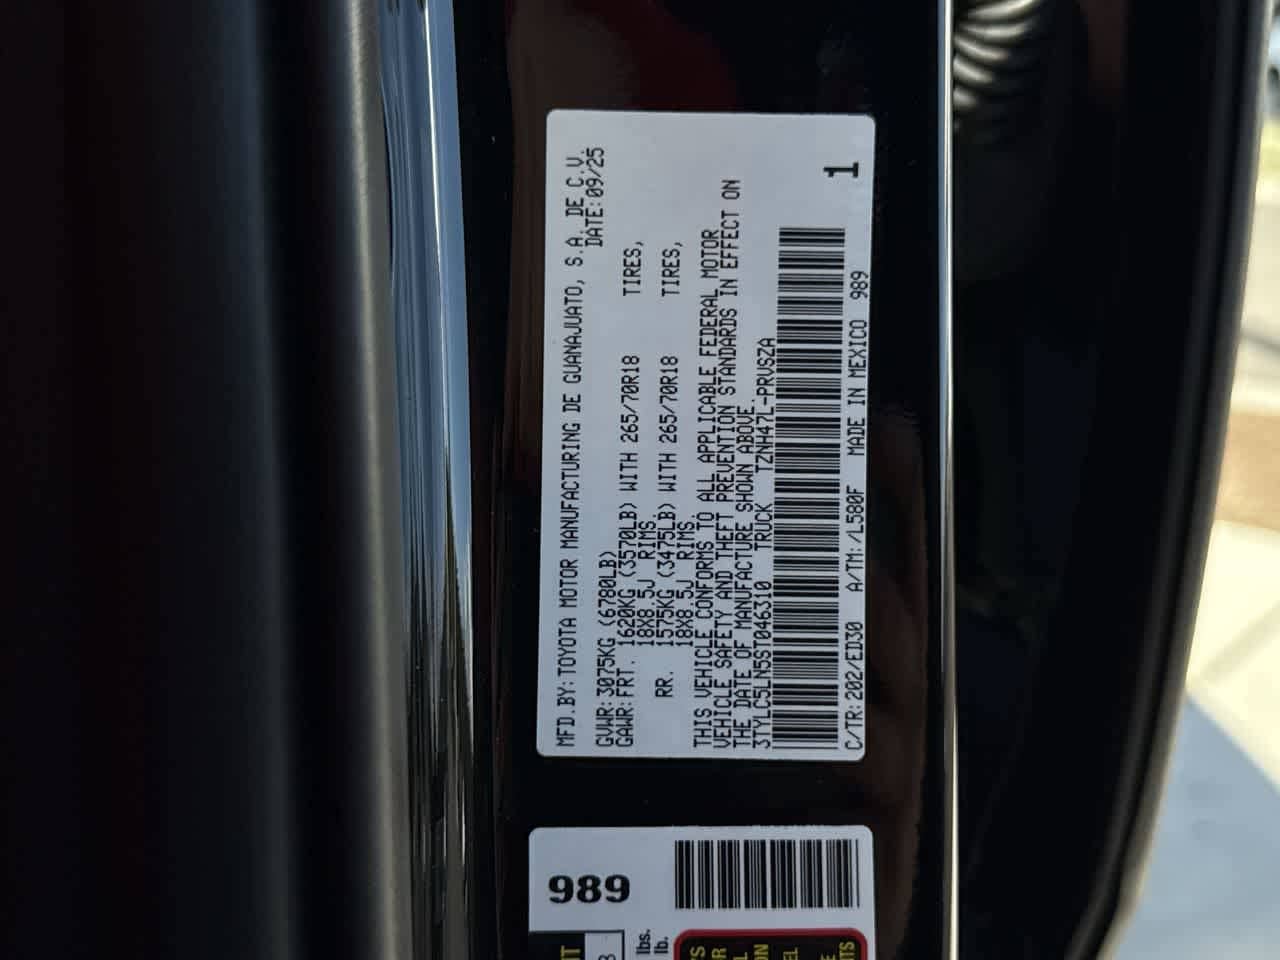 MFD.BY:TOYOTA MOTOR MANUFACTURING DE GUANAJUATO, S.A. DE C.V.
DATE:09/25
GVWR:3075KG (6780LB)
GAWR:FRT. 1620KG (3570LB) WITH 265/70R18 TIRES,
18X8.5J RIMS.
RR. 1575KG (3475LB) WITH 265/70R18 TIRES,
18X8.5J RIMS.
THIS VEHICLE CONFORMS TO ALL APPLICABLE FEDERAL MOTOR
VEHICLE SAFETY AND THEFT PREVENTION STANDARDS IN EFFECT ON
THE DATE OF MANUFACTURE SHOWN ABOVE.
3TYLC5LN5ST046310 TRUCK TZNH47L-PRVSZA
1
C/TR:202/ED30 A/TM:/L580F MADE IN MEXICO 989
989
lbs.
lb.